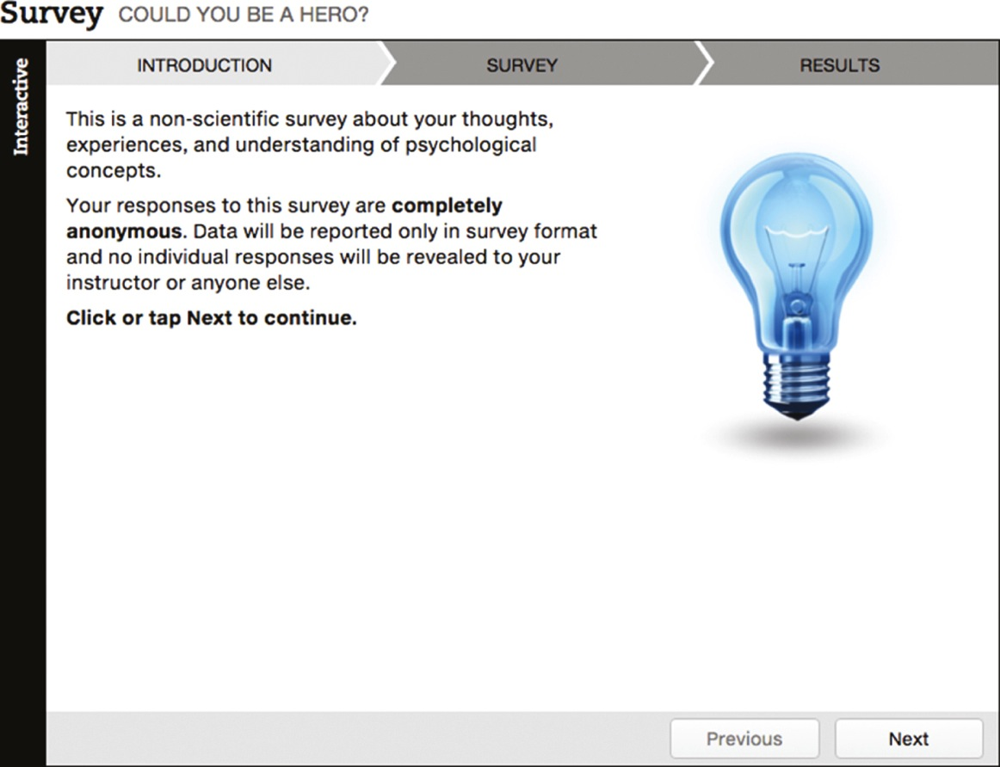 Survey COULD YOU BE A HERO?
Interactive
INTRODUCTION SURVEY RESULTS
This is a non-scientific survey about your thoughts,
experiences, and understanding of psychological
concepts.
Your responses to this survey are completely
anonymous. Data will be reported only in survey format
and no individual responses will be revealed to your
instructor or anyone else.
Click or tap Next to continue.
Previous Next